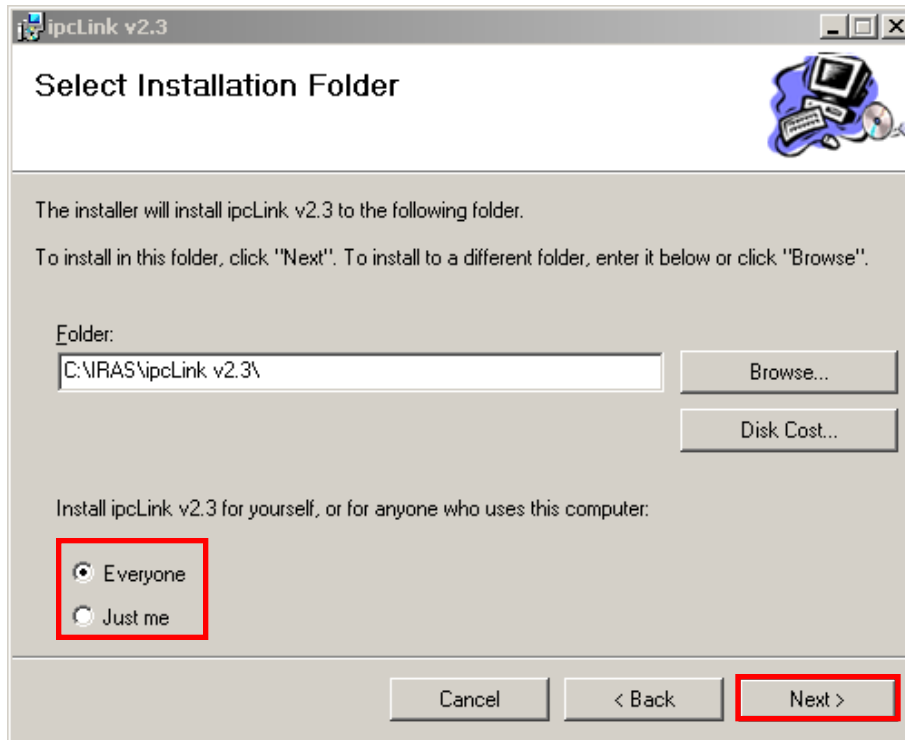 ipcLink v2.3
Select Installation Folder
The installer will install ipcLink v2.3 to the following folder.
To install in this folder, click "Next". To install to a different folder, enter it below or click "Browse".
Folder:
C:\IRAS\ipcLink v2.3\
Browse...
Disk Cost...
Install ipcLink v2.3 for yourself, or for anyone who uses this computer:
Everyone
Just me
Cancel
< Back
Next >